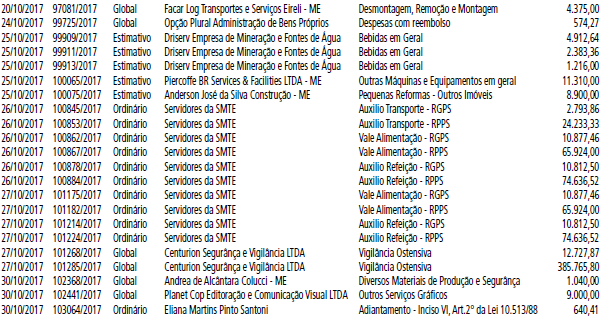 20/10/2017 97081/2017 Global Facar Log Transportes e Serviços Eireli - ME Desmontagem, Remoção e Montagem 4.375,00
24/10/2017 99725/2017 Global Opção Plural Administração de Bens Próprios Despesas com reembolso 574,27
25/10/2017 99909/2017 Estimativo Driserv Empresa de Mineração e Fontes de Água Bebidas em Geral 4.912,64
25/10/2017 99911/2017 Estimativo Driserv Empresa de Mineração e Fontes de Água Bebidas em Geral 2.383,36
25/10/2017 99913/2017 Estimativo Driserv Empresa de Mineração e Fontes de Água Bebidas em Geral 1.216,00
25/10/2017 100065/2017 Estimativo Piercoffe BR Services & Facilities LTDA - ME Outras Máquinas e Equipamentos em geral 11.310,00
25/10/2017 100075/2017 Estimativo Anderson José da Silva Construção - ME Pequenas Reformas - Outros Imóveis 8.900,00
26/10/2017 100845/2017 Ordinário Servidores da SMTE Auxilio Transporte - RGPS 2.793,86
26/10/2017 100853/2017 Ordinário Servidores da SMTE Auxilio Transporte - RPPS 24.233,33
26/10/2017 100862/2017 Ordinário Servidores da SMTE Vale Alimentação - RGPS 10.877,46
26/10/2017 100867/2017 Ordinário Servidores da SMTE Vale Alimentação - RPPS 65.924,00
26/10/2017 100878/2017 Ordinário Servidores da SMTE Auxilio Refeição - RGPS 10.812,50
26/10/2017 100884/2017 Ordinário Servidores da SMTE Auxilio Refeição - RPPS 74.636,52
27/10/2017 101175/2017 Ordinário Servidores da SMTE Vale Alimentação - RGPS 10.877,46
27/10/2017 101182/2017 Ordinário Servidores da SMTE Vale Alimentação - RPPS 65.924,00
27/10/2017 101214/2017 Ordinário Servidores da SMTE Auxilio Refeição - RGPS 10.812,50
27/10/2017 101224/2017 Ordinário Servidores da SMTE Auxilio Refeição - RPPS 74.636,52
27/10/2017 101268/2017 Global Centurion Segurânça e Vigilância LTDA Vigilância Ostensiva 12.727,87
27/10/2017 101285/2017 Global Centurion Segurânça e Vigilância LTDA Vigilância Ostensiva 385.765,80
30/10/2017 102368/2017 Global Andrea de Alcântara Colucci - ME Diversos Materiais de Produção e Segurânça 1.040,00
30/10/2017 102441/2017 Global Planet Cop Editoração e Comunicação Visual LTDA Outros Serviços Gráficos 9.000,00
30/10/2017 103064/2017 Ordinário Eliana Martins Pinto Santoni Adiantamento - Inciso VI, Art.2º da Lei 10.513/88 640,41